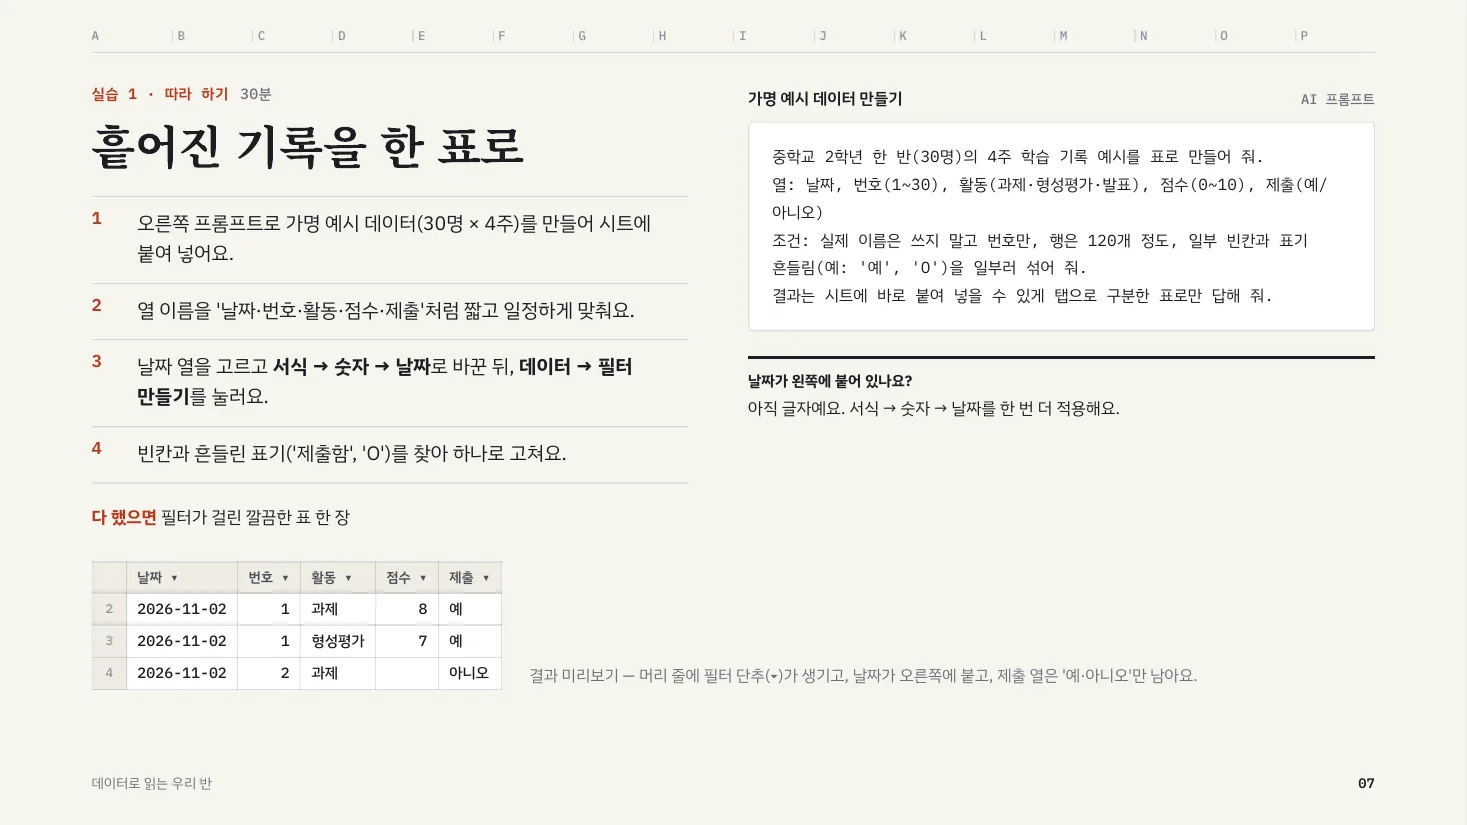 A B C D E F G H I J K L M N O P
실습 1 · 따라 하기 30분
흩어진 기록을 한 표로
1 오른쪽 프롬프트로 가명 예시 데이터(30명 × 4주)를 만들어 시트에
붙여 넣어요.
2 열 이름을 '날짜·번호·활동·점수·제출'처럼 짧고 일정하게 맞춰요.
3 날짜 열을 고르고 서식 → 숫자 → 날짜로 바꾼 뒤, 데이터 → 필터
만들기를 눌러요.
4 빈칸과 흔들린 표기('제출함', 'O')를 찾아 하나로 고쳐요.
다 했으면 필터가 걸린 깔끔한 표 한 장
가명 예시 데이터 만들기 AI 프롬프트
중학교 2학년 한 반(30명)의 4주 학습 기록 예시를 표로 만들어 줘.
열: 날짜, 번호(1~30), 활동(과제·형성평가·발표), 점수(0~10), 제출(예/
아니오)
조건: 실제 이름은 쓰지 말고 번호만, 행은 120개 정도, 일부 빈칸과 표기
흔들림(예: '예', 'O')을 일부러 섞어 줘.
결과는 시트에 바로 붙여 넣을 수 있게 탭으로 구분한 표로만 답해 줘.
날짜가 왼쪽에 붙어 있나요?
아직 글자예요. 서식 → 숫자 → 날짜를 한 번 더 적용해요.
날짜 ▼ 번호 ▼ 활동 ▼ 점수 ▼ 제출 ▼
2 2026-11-02 1 과제 8 예
3 2026-11-02 1 형성평가 7 예
4 2026-11-02 2 과제 아니오
결과 미리보기 — 머리 줄에 필터 단추(▾)가 생기고, 날짜가 오른쪽에 붙고, 제출 열은 '예·아니오'만 남아요.
데이터로 읽는 우리 반
07